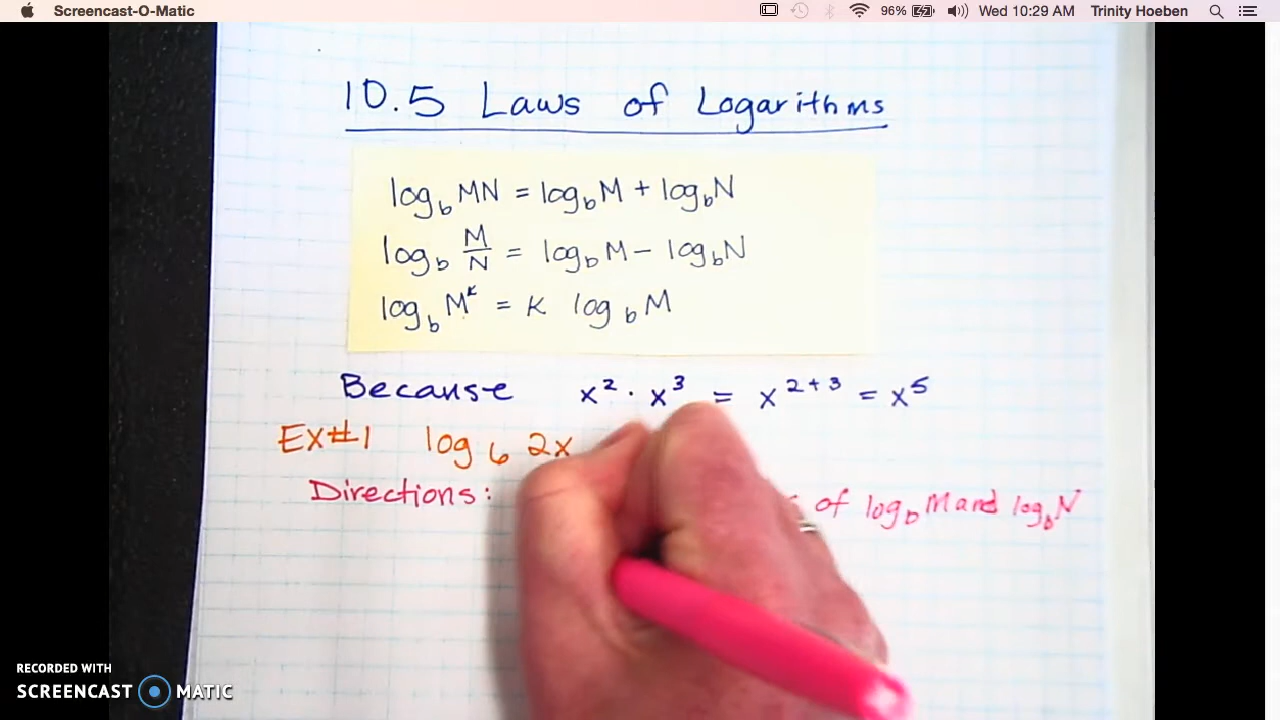 Screencast-O-Matic 96% Wed 10:29 AM Trinity Hoeben
10.5 Laws of Logarithms
log_b MN = log_b M + log_b N
log_b M/N = log_b M - log_b N
log_b M^k = k log_b M
Because x² · x³ = x^{2+3} = x⁵
Ex#1 log_6 2x
Directions: of log_b M and log_b N
RECORDED WITH
SCREENCAST MATIC